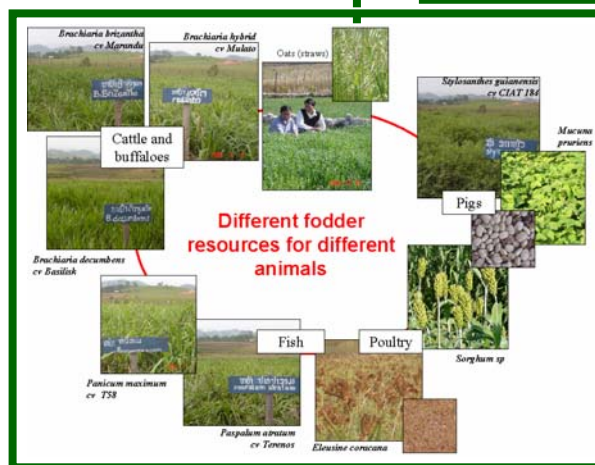 Brachiaria brizantha
cv Marandu
Brachiaria hybrid
cv Mulato
Oats (straws)
Stylosanthes guianensis
cv CIAT 184
Mucuna
pruriens
Cattle and
buffaloes
Pigs
Different fodder
resources for different
animals
Brachiaria decumbens
cv Basilisk
B.decumbens
Sorghum sp
Fish
Poultry
Panicum maximum
cv T58
Paspalum atratum
cv Terenos
Eleusine coracana